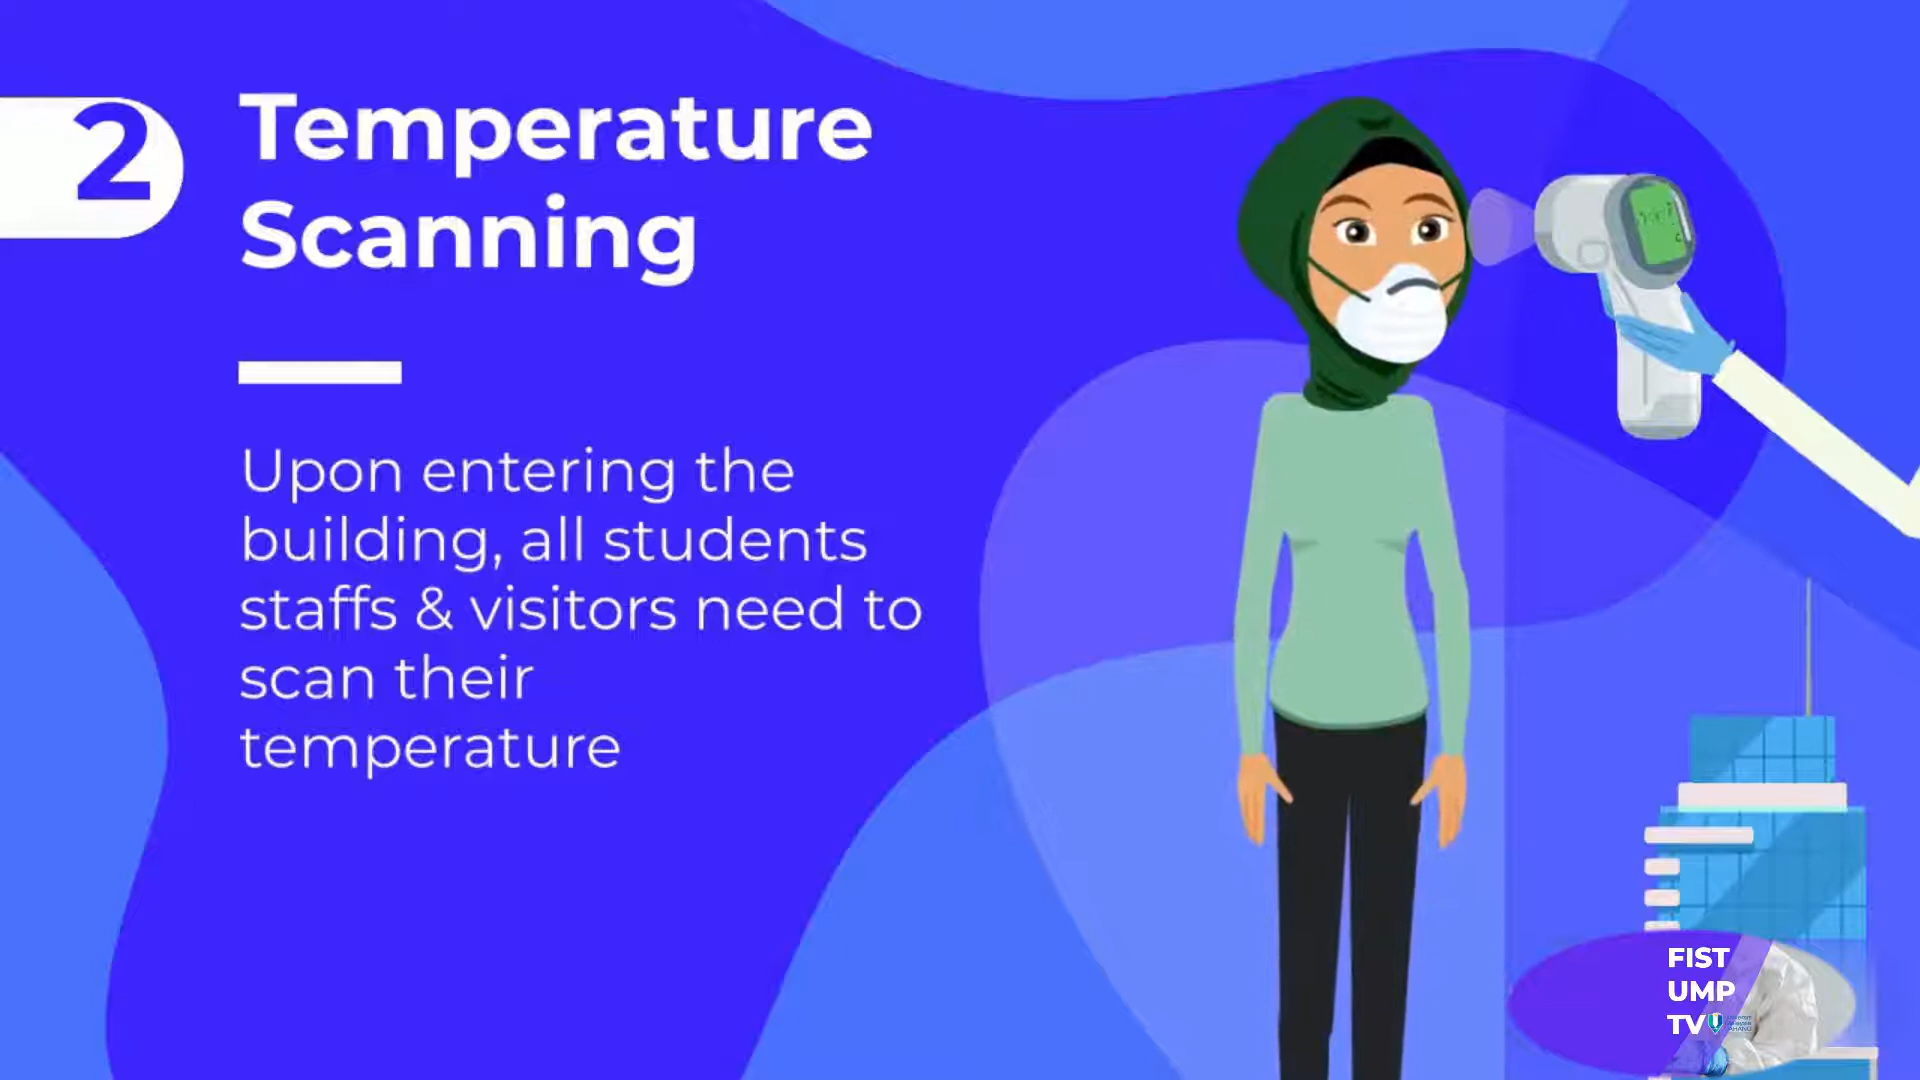 2
Temperature
Scanning
Upon entering the
building, all students
staffs & visitors need to
scan their
temperature
FIST
UMP
TV